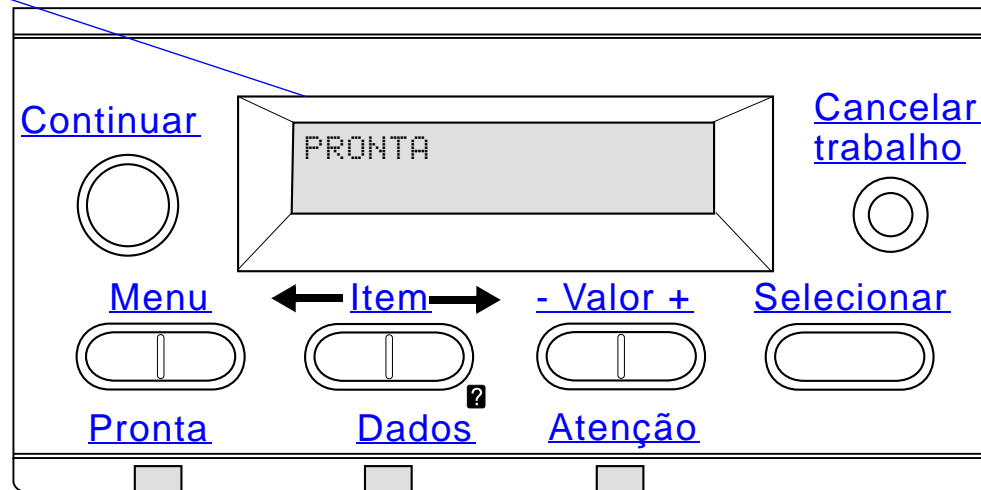 Continuar
PRONTA
Cancelar
trabalho
Menu
Item
- Valor +
Selecionar
?
Pronta
Dados
Atenção